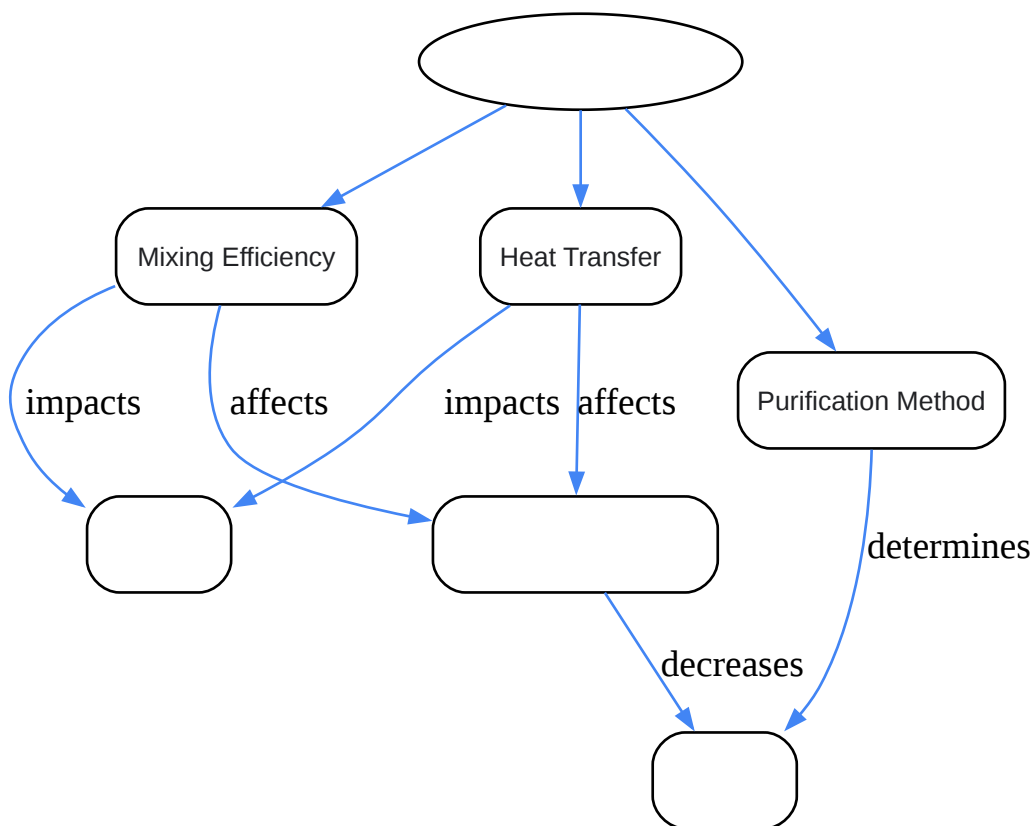 Mixing Efficiency
Heat Transfer
impacts
affects
impacts
affects
Purification Method
determines
decreases